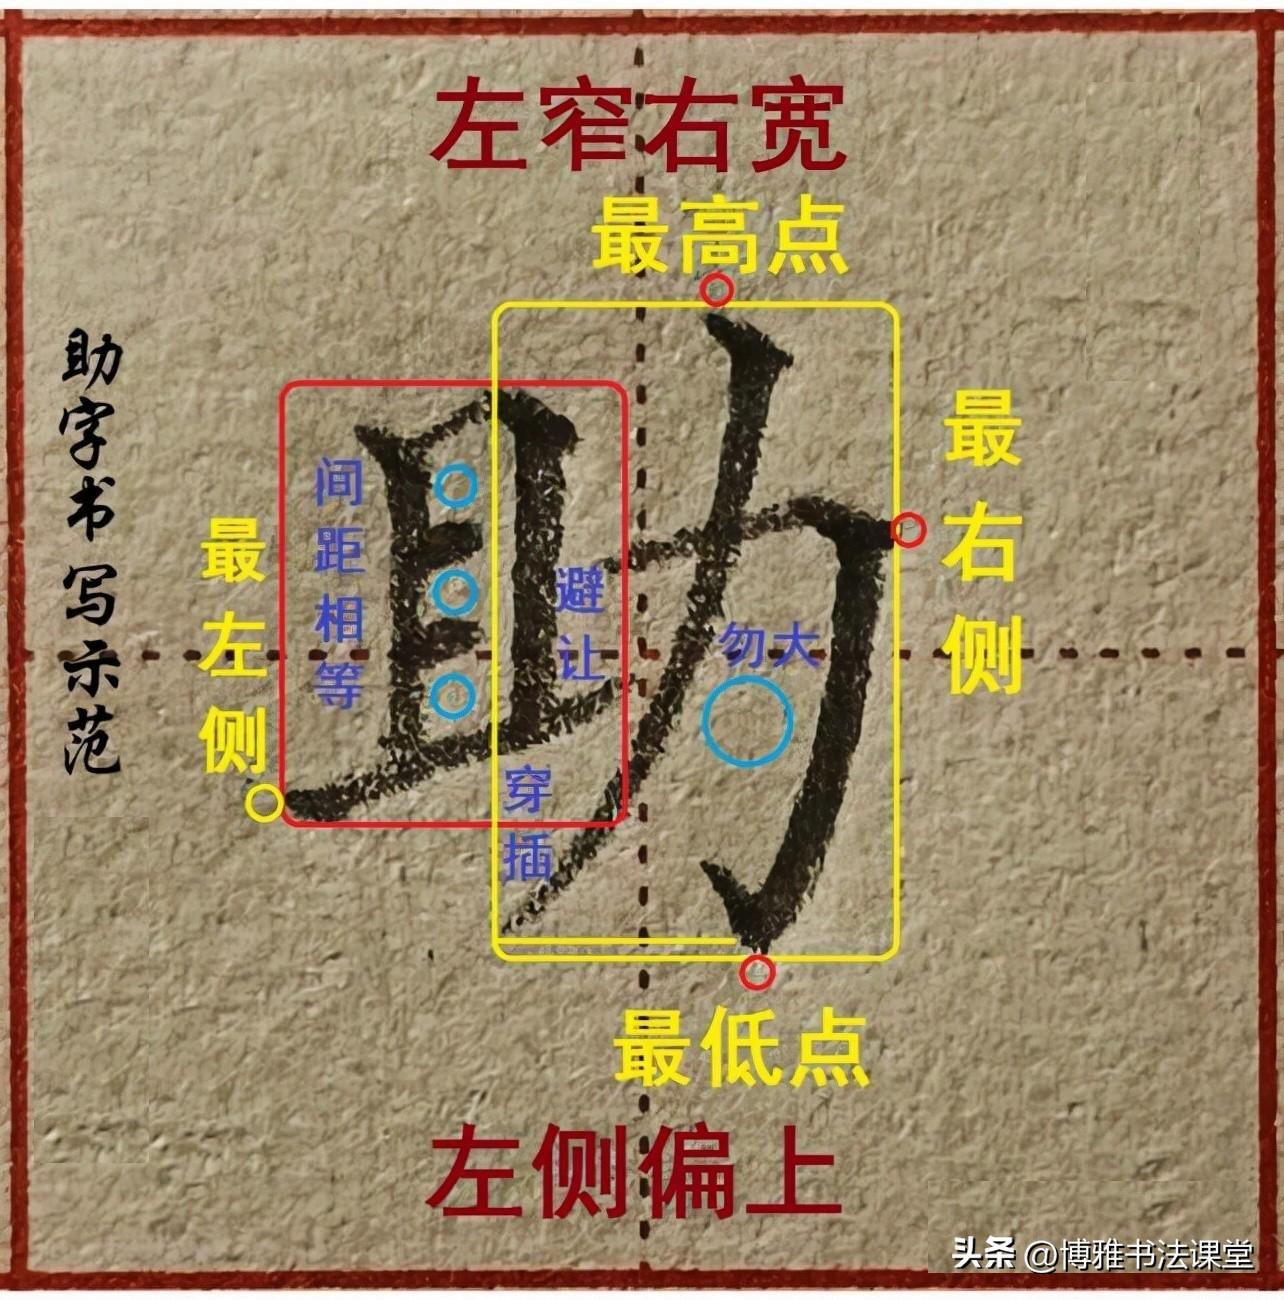 左窄右宽
最高点
助字书写示范
最左侧
间距相等
助
避让
勿大
穿插
最右侧
最低点
左侧偏上
头条 @博雅书法课堂